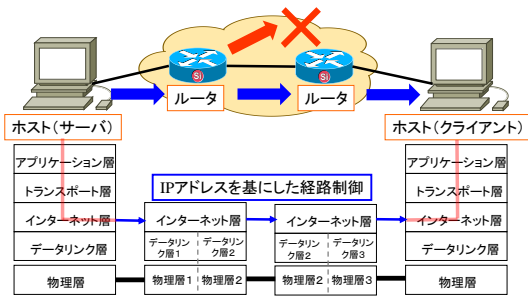 Si
Si
ルータ
ルータ
ホスト(サーバ)
ホスト(クライアント)
アプリケーション層
トランスポート層
インターネット層
データリンク層
物理層
IPアドレスを基にした経路制御
インターネット層
データリン
ク層1
データリン
ク層2
物理層1
物理層2
インターネット層
データリン
ク層2
データリン
ク層3
物理層2
物理層3
アプリケーション層
トランスポート層
インターネット層
データリンク層
物理層